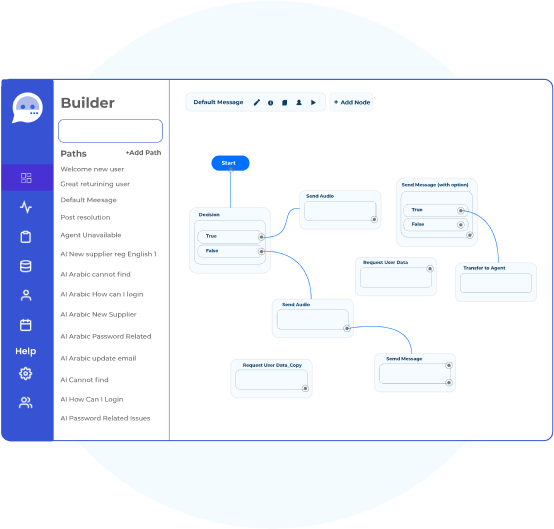 Builder
Paths
+Add Path
Welcome new user
Great returining user
Default Meesage
Post resolution
Agent Unavailable
AI New supplier reg English 1
AI Arabic cannot find
AI Arabic How can I login
AI Arabic New Supplier
AI Arabic Password Related
AI Arabic update email
AI Cannot find
AI How Can I Login
AI Password Related Issues
Help
Default Message
+ Add Node
Start
Decision
True
False
Send Audio
Send Message (with option)
True
False
Request User Data
Transfer to Agent
Send Audio
Send Message
Request User Data_Copy